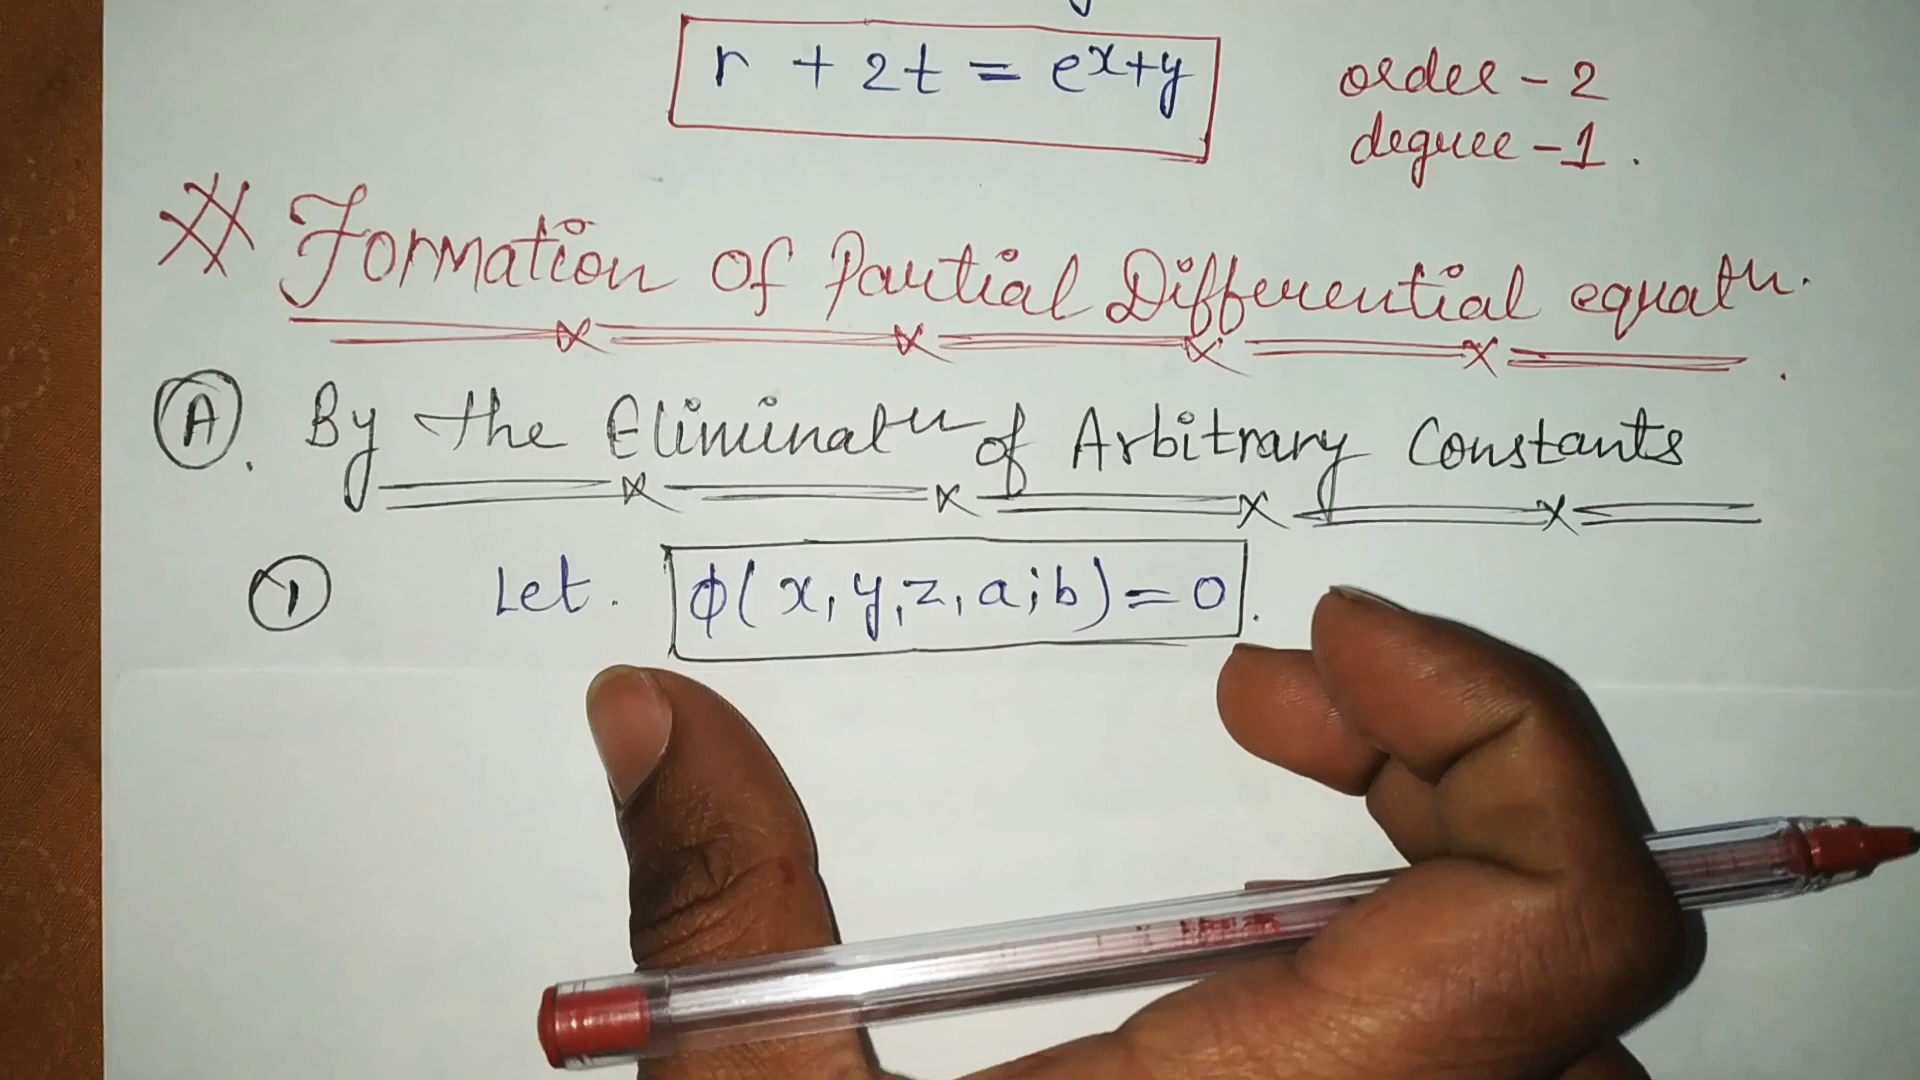 r + 2t = e^x+y
order - 2
degree - 1.
Formation of Partial Differential equatn.
(A). By the Eliminatn of Arbitrary Constants
(1) Let. ϕ(x, y, z, a; b) = 0.